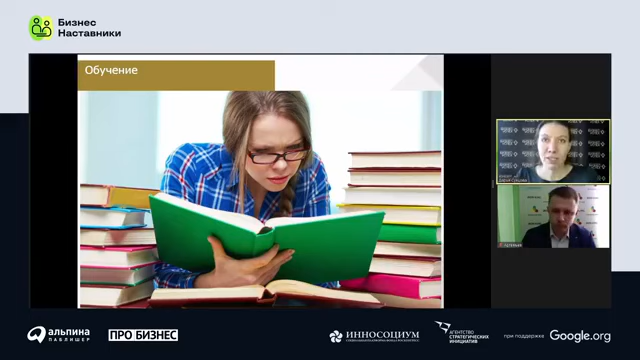 Бизнес
Наставники
Обучение
альпина
ПАБЛИШЕР
ПРО БИЗНЕС
ИННОСОЦИУМ
АГЕНТСТВО
СТРАТЕГИЧЕСКИХ
ИНИЦИАТИВ
при поддержке
Google.org